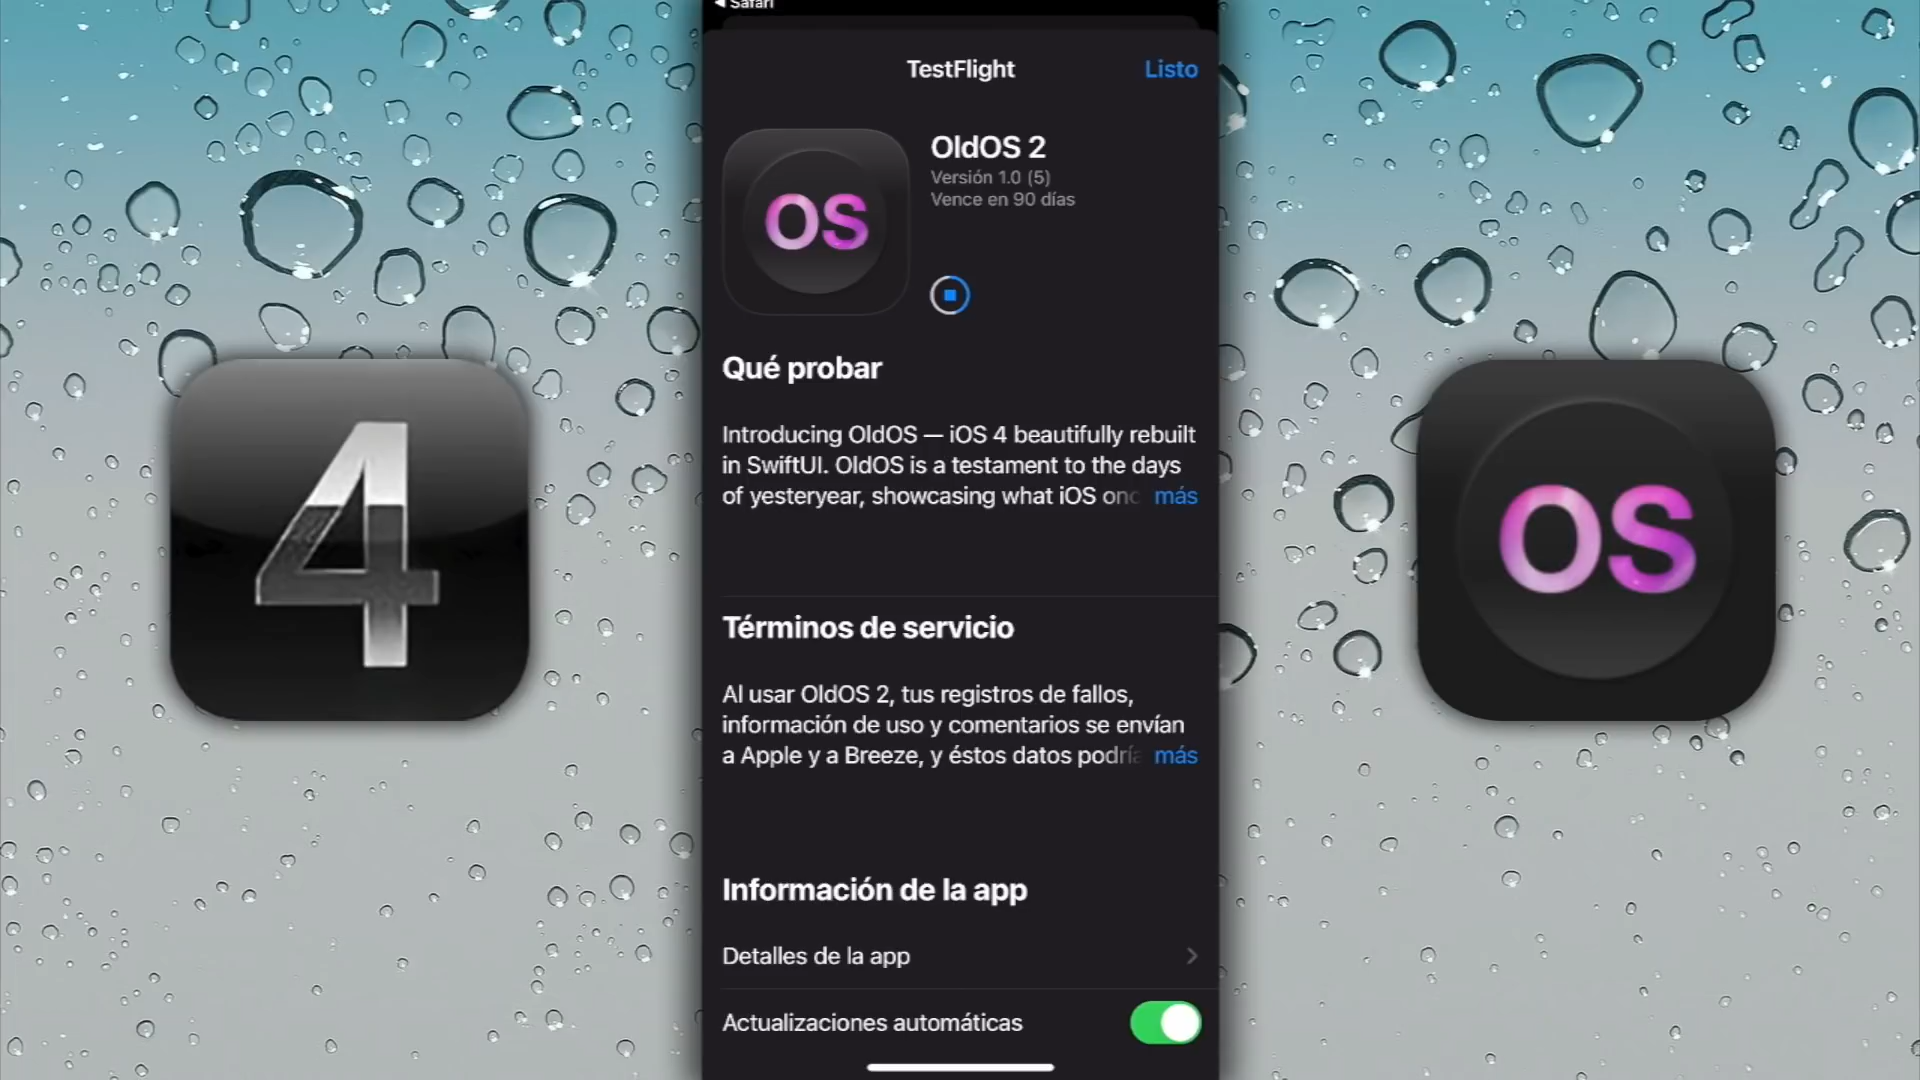 Safari
TestFlight
Listo
OS
OldOS 2
Versión 1.0 (5)
Vence en 90 días
Qué probar
Introducing OldOS — iOS 4 beautifully rebuilt
in SwiftUI. OldOS is a testament to the days
of yesteryear, showcasing what iOS onc más
4
OS
Términos de servicio
Al usar OldOS 2, tus registros de fallos,
información de uso y comentarios se envían
a Apple y a Breeze, y éstos datos podría más
Información de la app
Detalles de la app
Actualizaciones automáticas